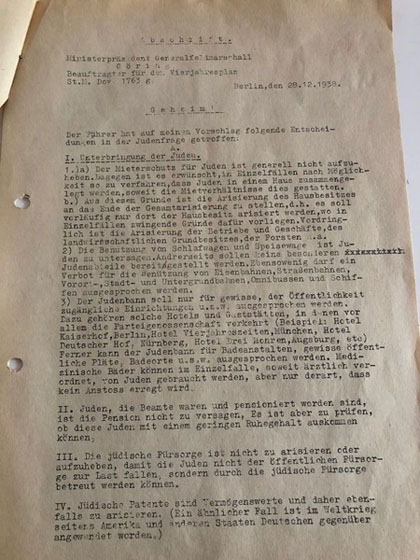 Abschrift.
Ministerpräsident Generalfeldmarschall
Göring
Beauftragter für den Vierjahresplan
St.M. Dev 1763 g.
Berlin, den 28.12.1938.
Geheim!
Der Führer hat auf meinen Vorschlag folgende Entschei-
dungen in der Judenfrage getroffen:
A.
I. Unterbringung der Juden.
1.(a) Der Mieterschutz für Juden ist generell nicht aufzu-
heben. Dagegen ist es erwünscht, in Einzelfällen nach Möglich-
keit so zu verfahren, dass Juden in einem Haus zusammenge-
legt werden, soweit die Mietverhältnisse dies gestatten.
b.) Aus diesem Grunde ist die Arisierung des Hausbesitzes
an das Ende der Gesamtarisierung zu stellen, d.h. es soll
vorläufig nur dort der Hausbesitz arisiert werden, wo in
Einzelfällen zwingende Gründe dafür vorliegen. Vordring-
lich ist die Arisierung der Betriebe und Geschäfte, des
landwirtschaftlichen Grundbesitzes, der Forsten u.a.
2) Die Benutzung von Schlafwagen und Speisewagen ist Ju-
den zu untersagen. Andrerseits sollen keine besonderen
Judenabteile bereitgestellt werden. Ebensowenig darf ein
Verbot für die Benützung von Eisenbahnen, Straßenbahnen,
Vorort-, Stadt- und Untergrundbahnen, Omnibussen und Schif-
fen ausgesprochen werden.
3) Der Judenbann soll nur für gewisse, der Öffentlichkeit
zugängliche Einrichtungen u.s.w. ausgesprochen werden.
Dazu gehören solche Hotels und Gaststätten, in denen vor
allem die Parteigenossenschaft verkehrt (Beispiel: Hotel
Kaiserhof, Berlin, Hotel Vierjahreszeiten, München, Hotel
Deutscher Hof, Nürnberg, Hotel Drei Mohren, Augsburg, etc)
Ferner kann der Judenbann für Badeanstalten, gewisse öffent-
liche Plätze, Badeorte u.s.w. ausgesprochen werden. Medi-
zinische Bäder können im Einzelfalle, soweit ärztlich ver-
ordnet, von Juden gebraucht werden, aber nur derart, dass
kein Anstoss erregt wird.
II. Juden, die Beamte waren und pensioniert worden sind,
ist die Pension nicht zu versagen, Es ist aber zu prüfen,
ob diese Juden mit einem geringen Ruhegehalt auskommen
können;
III. Die jüdische Fürsorge ist nicht zu arisieren oder
aufzuheben, damit die Juden nicht der öffentlichen Fürsor-
ge zur Last fallen, sondern durch die jüdische Fürsorge
betreut werden können.
IV. Jüdische Patente sind Vermögenswerte und daher eben-
falls zu arisieren. (Ein ähnlicher Fall ist im Weltkrieg
seitens Amerika und anderen Staaten Deutschen gegenüber
angewendet worden.)